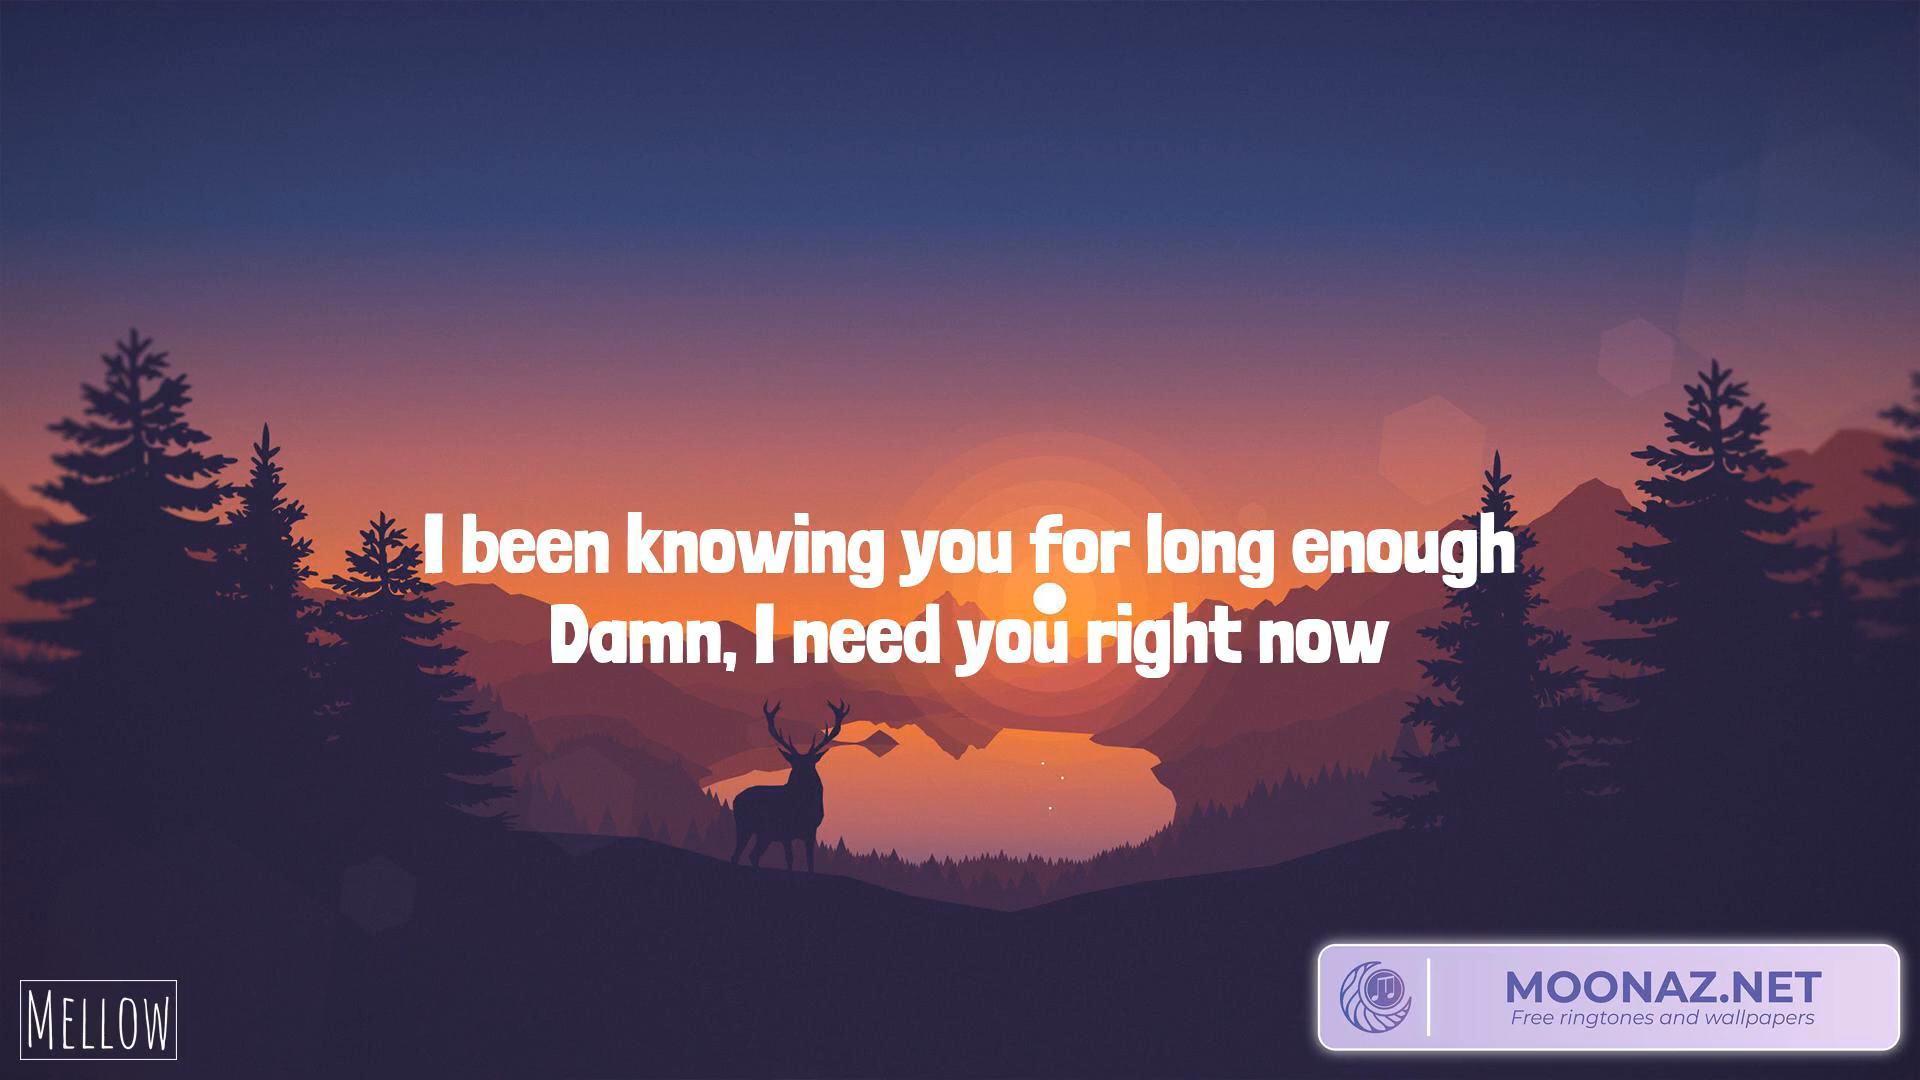 I been knowing you for long enough
Damn, I need you right now
MELLOW
MOONAZ.NET
Free ringtones and wallpapers